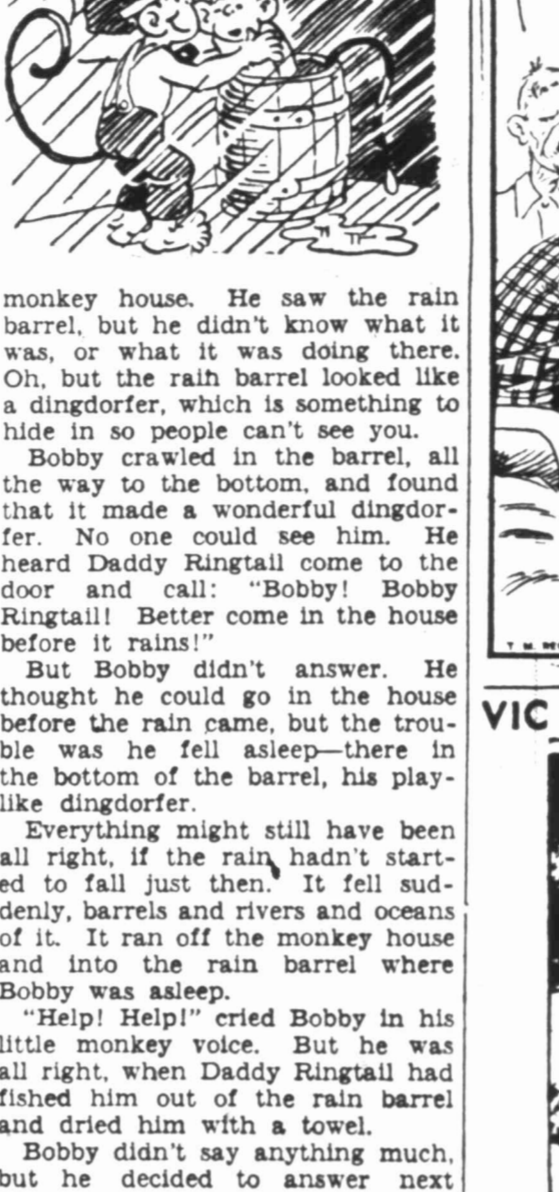 monkey house. He saw the rain
barrel, but he didn't know what it
was, or what it was doing there.
Oh, but the rain barrel looked like
a dingdorfer, which is something to
hide in so people can't see you.
Bobby crawled in the barrel, all
the way to the bottom, and found
that it made a wonderful dingdor-
fer. No one could see him. He
heard Daddy Ringtail come to the
door and call: "Bobby! Bobby
Ringtail! Better come in the house
before it rains!"
But Bobby didn't answer. He
thought he could go in the house
before the rain came, but the trou-
ble was he fell asleep—there in
the bottom of the barrel, his play-
like dingdorfer.
Everything might still have been
all right, if the rain hadn't start-
ed to fall just then. It fell sud-
denly, barrels and rivers and oceans
of it. It ran off the monkey house
and into the rain barrel where
Bobby was asleep.
"Help! Help!" cried Bobby in his
little monkey voice. But he was
all right, when Daddy Ringtail had
fished him out of the rain barrel
and dried him with a towel.
Bobby didn't say anything much,
but he decided to answer next
T. M.
VIC